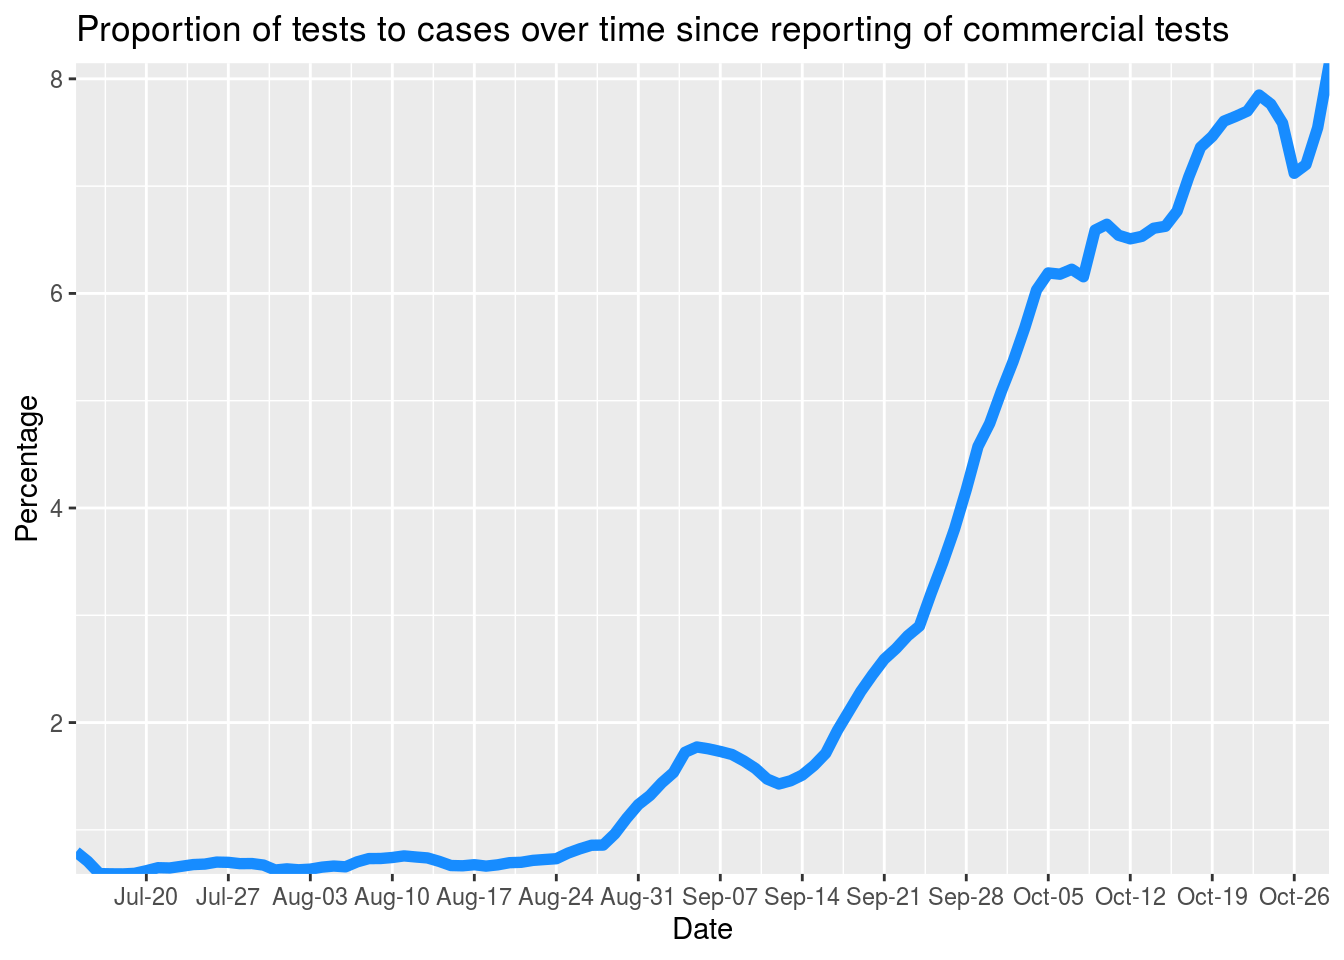 Proportion of tests to cases over time since reporting of commercial tests
8
6
4
2
Percentage
Jul-20 Jul-27 Aug-03 Aug-10 Aug-17 Aug-24 Aug-31 Sep-07 Sep-14 Sep-21 Sep-28 Oct-05 Oct-12 Oct-19 Oct-26
Date